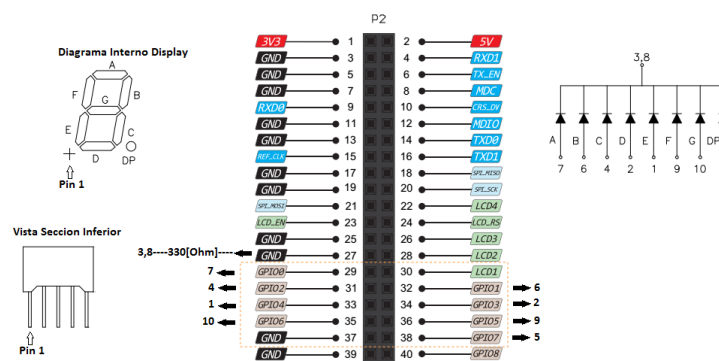 P2
Diagrama Interno Display
A
F
B
G
E
C
D
DP
Pin 1
3V3 1 2 5V
GND 3 4 RXD1
GND 5 6 TX_EN
GND 7 8 MDC
RXD0 9 10 CRS_DV
GND 11 12 MDIO
GND 13 14 TXD0
REF_CLK 15 16 TXD1
GND 17 18 SPI_MISO
GND 19 20 SPI_SCK
SPI_MOSI 21 22 LCD4
LCD_EN 23 24 LCD_RS
GND 25 26 LCD3
3,8----330[Ohm]---- GND 27 28 LCD2
7 GPIO0 29 30 LCD1
4 GPIO2 31 32 GPIO1 6
1 GPIO4 33 34 GPIO3 2
10 GPIO6 35 36 GPIO5 9
GND 37 38 GPIO7 5
GND 39 40 GPIO8
Vista Seccion Inferior
Pin 1
3,8
A B C D E F G DP
7 6 4 2 1 9 10